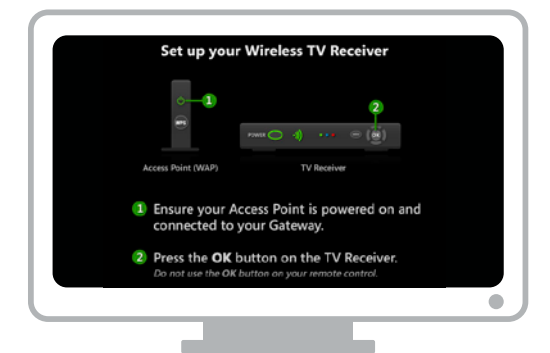 Set up your Wireless TV Receiver
1
2
WPS
POWER
OK
Access Point (WAP)
TV Receiver
1 Ensure your Access Point is powered on and
connected to your Gateway.
2 Press the OK button on the TV Receiver.
Do not use the OK button on your remote control.